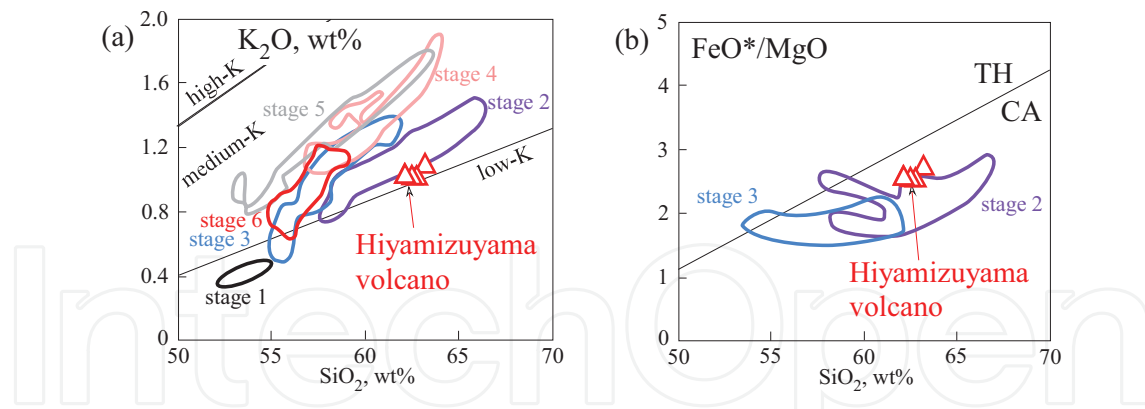 (a)
K₂O, wt%
2.0
1.6
1.2
0.8
0.4
0
high-K
medium-K
low-K
stage 5
stage 4
stage 2
stage 6
stage 3
stage 1
Hiyamizuyama
volcano
50 55 60 65 70
SiO₂, wt%
(b)
FeO*/MgO
5
4
3
2
1
0
TH
CA
stage 3
stage 2
Hiyamizuyama
volcano
50 55 60 65 70
SiO₂, wt%
IntechOpen